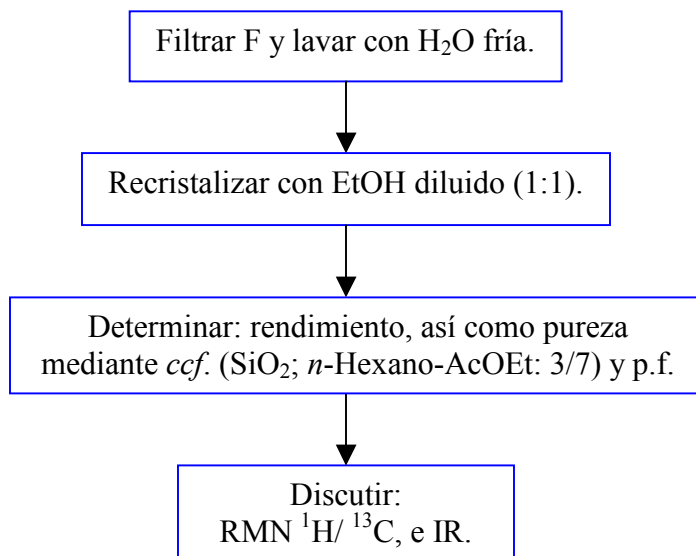 Filtrar F y lavar con H₂O fría.
Recristalizar con EtOH diluido (1:1).
Determinar: rendimiento, así como pureza
mediante ccf. (SiO₂; n-Hexano-AcOEt: 3/7) y p.f.
Discutir:
RMN ¹H/ ¹³C, e IR.